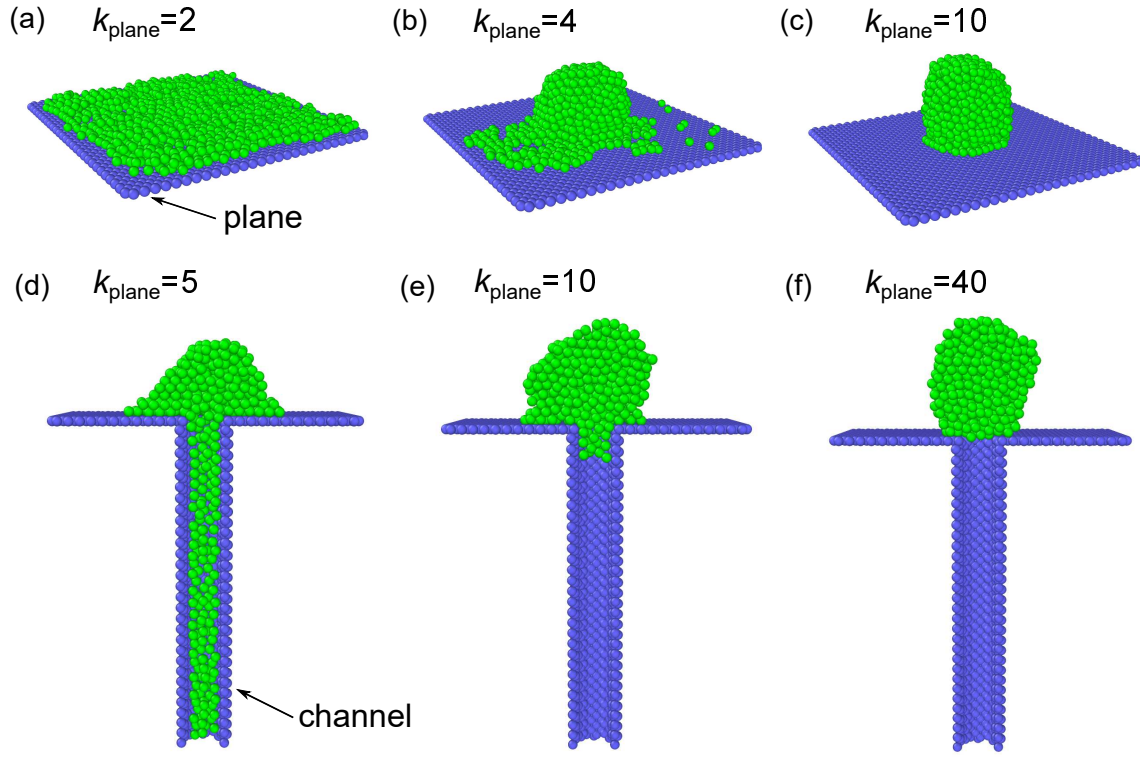 (a) kplane=2
(b) kplane=4
(c) kplane=10
plane
(d) kplane=5
(e) kplane=10
(f) kplane=40
channel